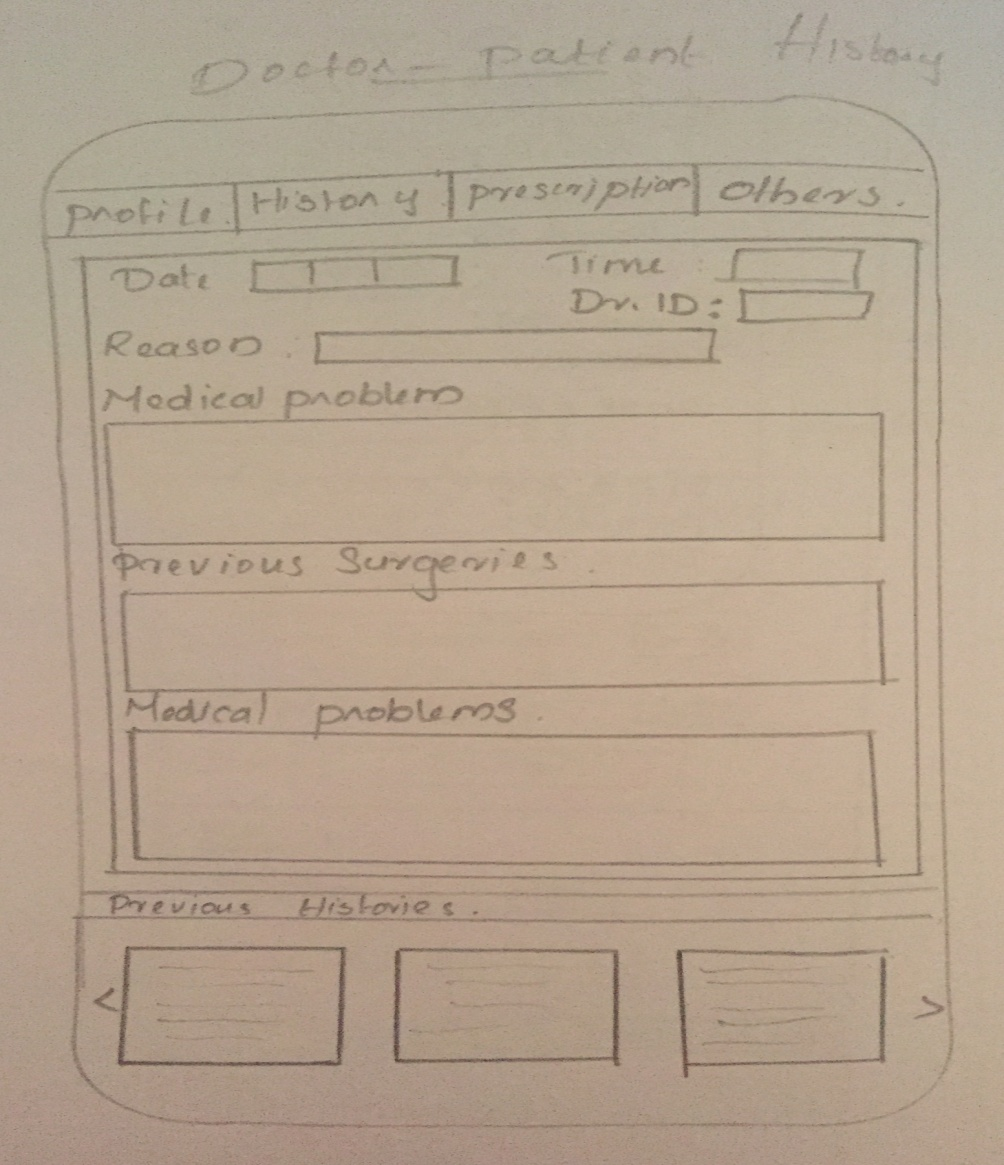 Doctor - patient History
profile. History prescription Others.
Date Time :
Dr. ID :
Reason :
Medical problem
Previous Surgeries.
Medical problems.
Previous Histories.
< >